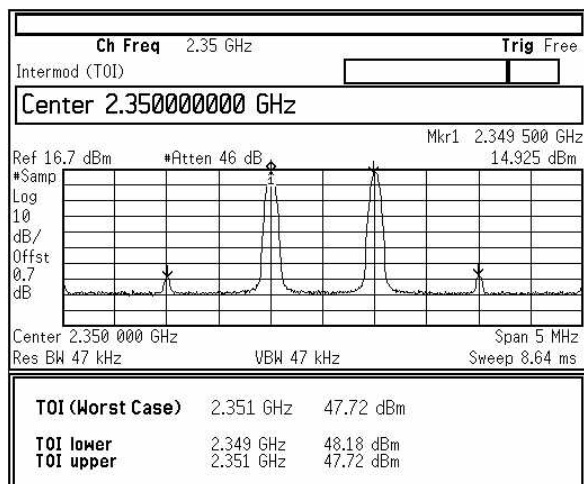 Ch Freq 2.35 GHz Trig Free
Intermod (TOI)
Center 2.350000000 GHz
Mkr1 2.349 500 GHz
Ref 16.7 dBm #Atten 46 dB 14.925 dBm
#Samp
Log
10
dB/
Offst
0.7
dB
1
Center 2.350 000 GHz Span 5 MHz
Res BW 47 kHz VBW 47 kHz Sweep 8.64 ms
TOI (Worst Case) 2.351 GHz 47.72 dBm
TOI lower 2.349 GHz 48.18 dBm
TOI upper 2.351 GHz 47.72 dBm